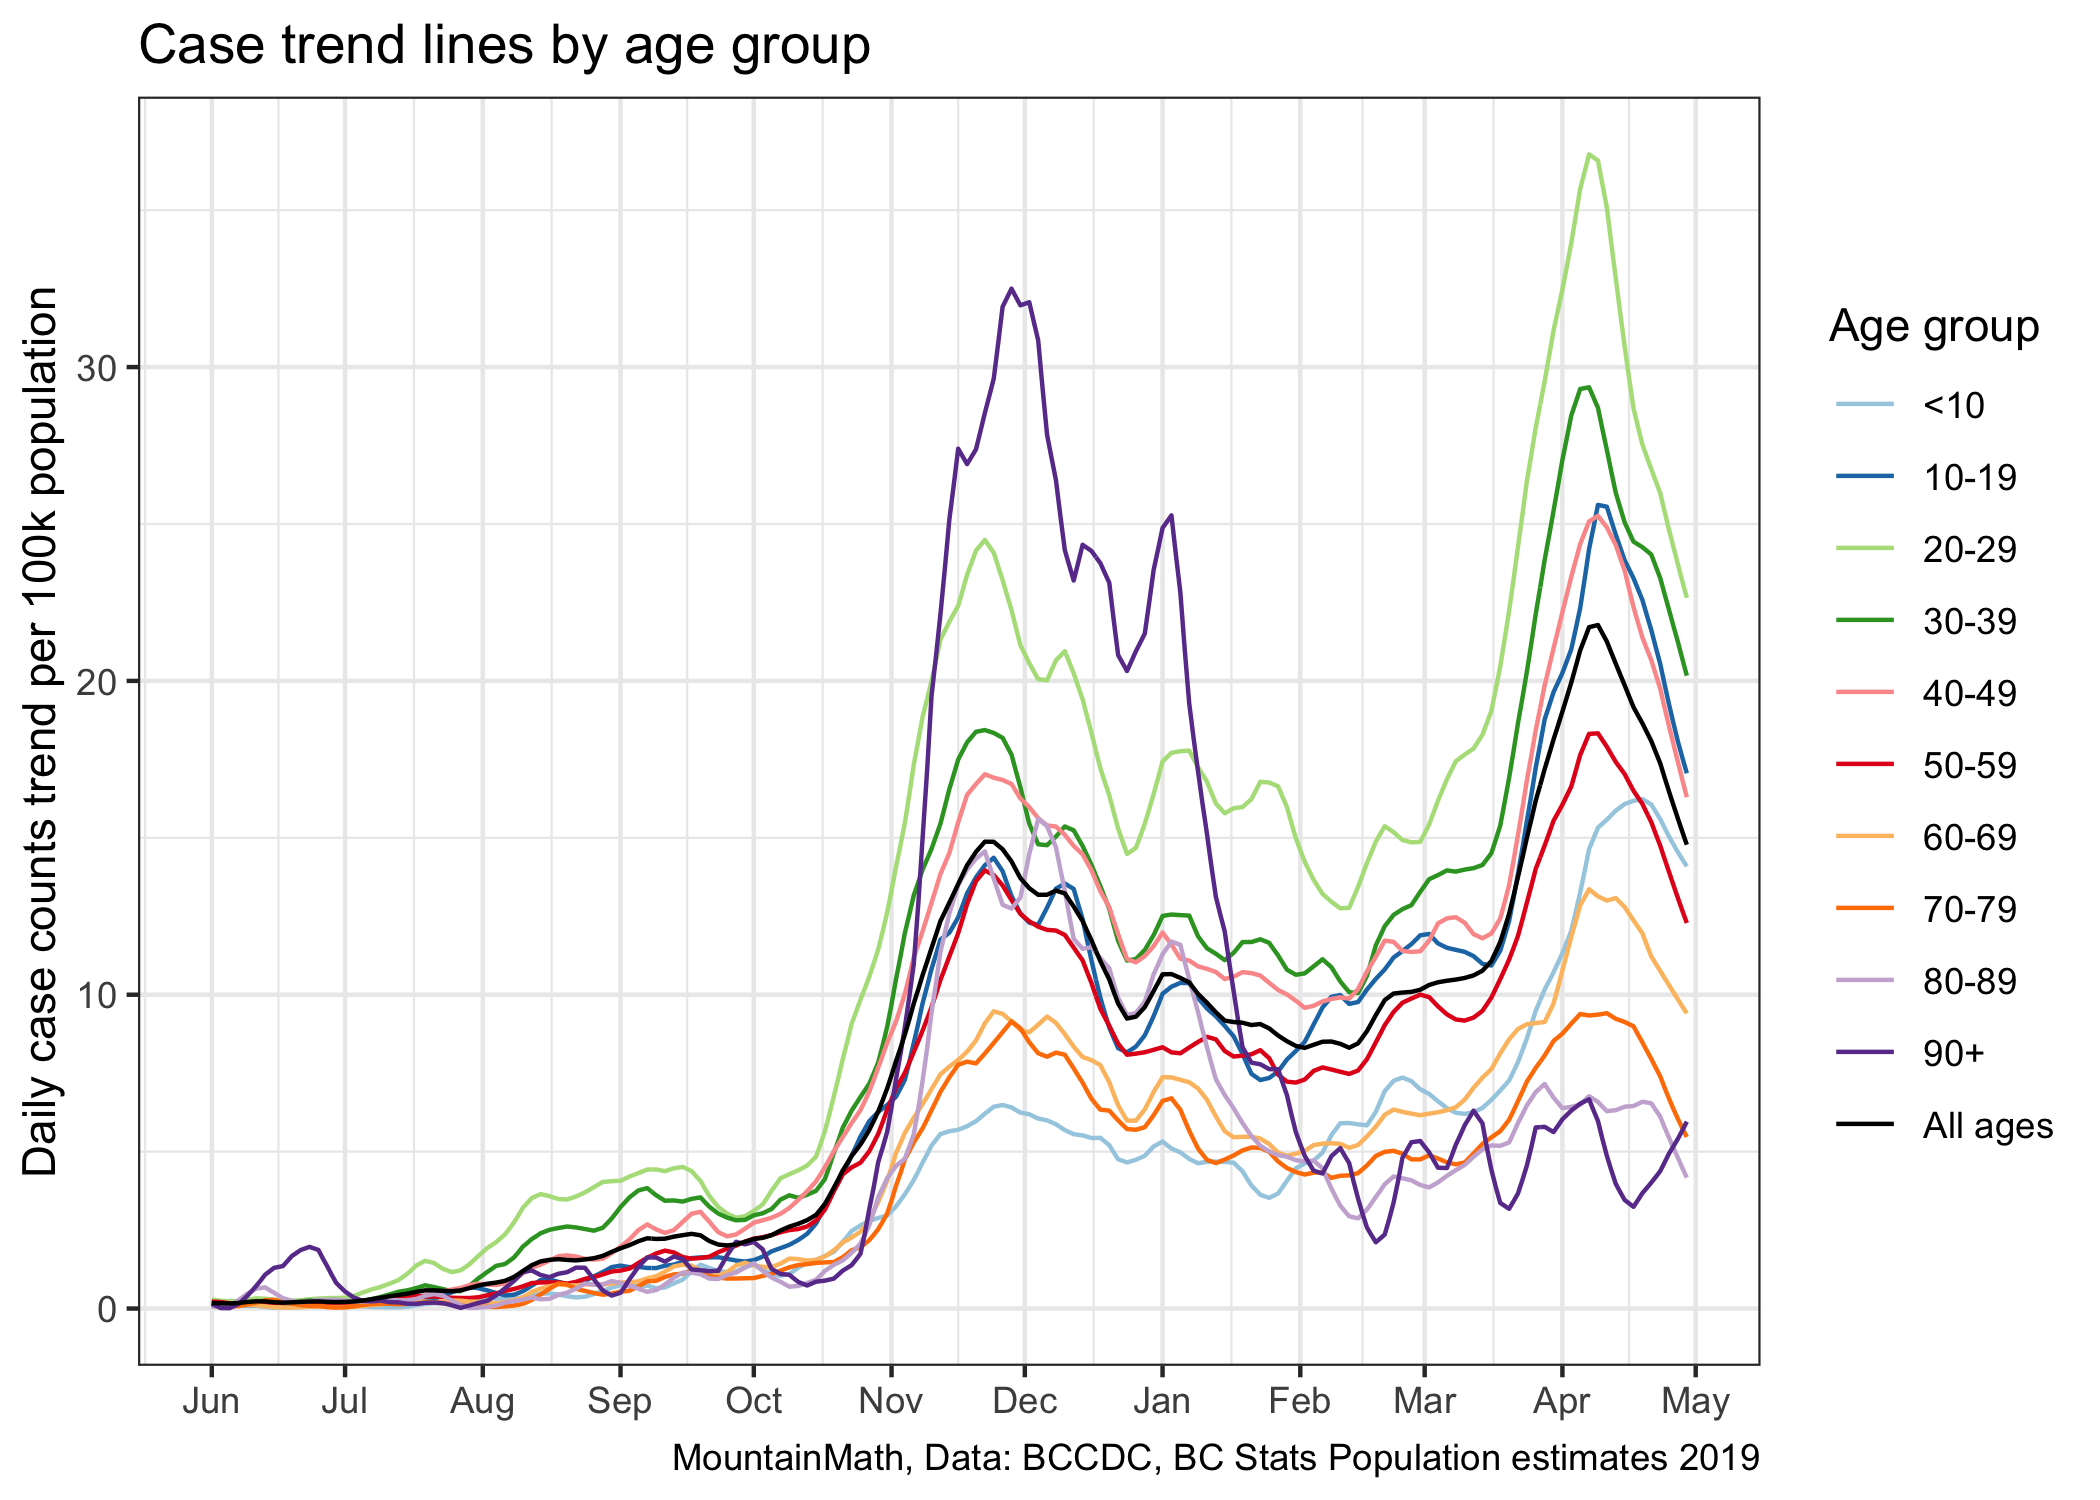 Case trend lines by age group
Daily case counts trend per 100k population
30
20
10
0
Jun Jul Aug Sep Oct Nov Dec Jan Feb Mar Apr May
Age group
<10
10-19
20-29
30-39
40-49
50-59
60-69
70-79
80-89
90+
All ages
MountainMath, Data: BCCDC, BC Stats Population estimates 2019